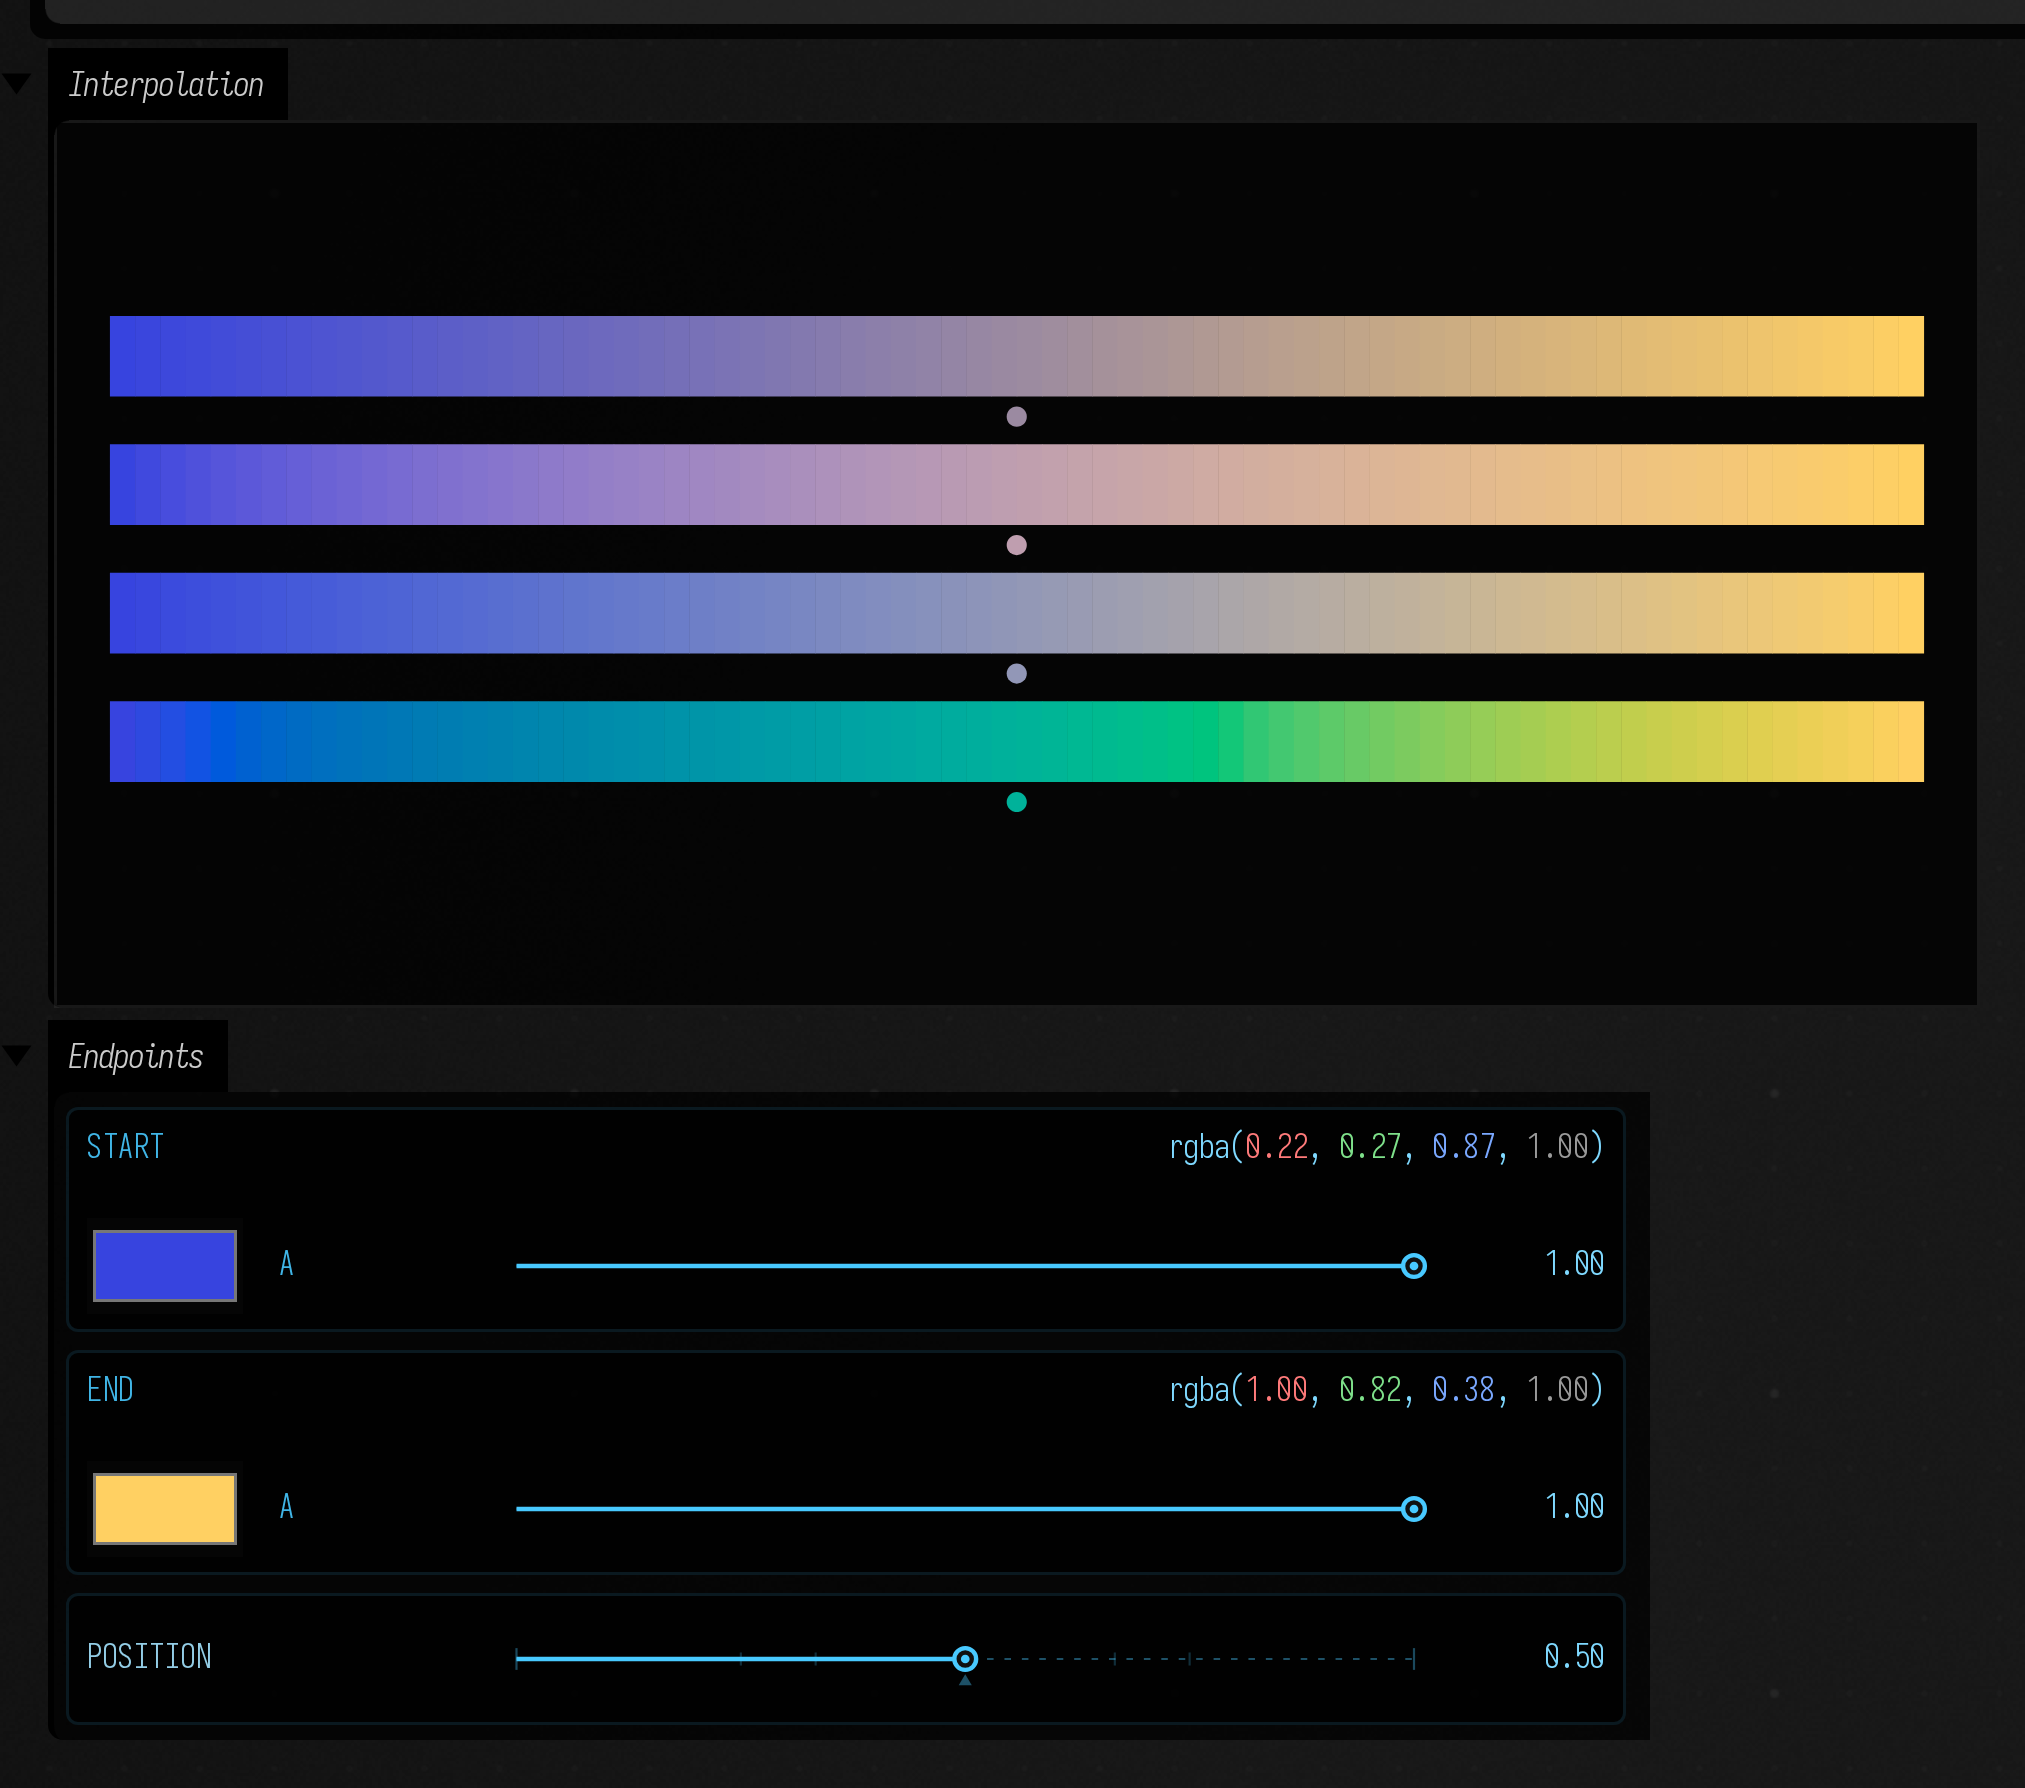 Interpolation
Endpoints
START rgba(0.22, 0.27, 0.87, 1.00)
A 1.00
END rgba(1.00, 0.82, 0.38, 1.00)
A 1.00
POSITION 0.50